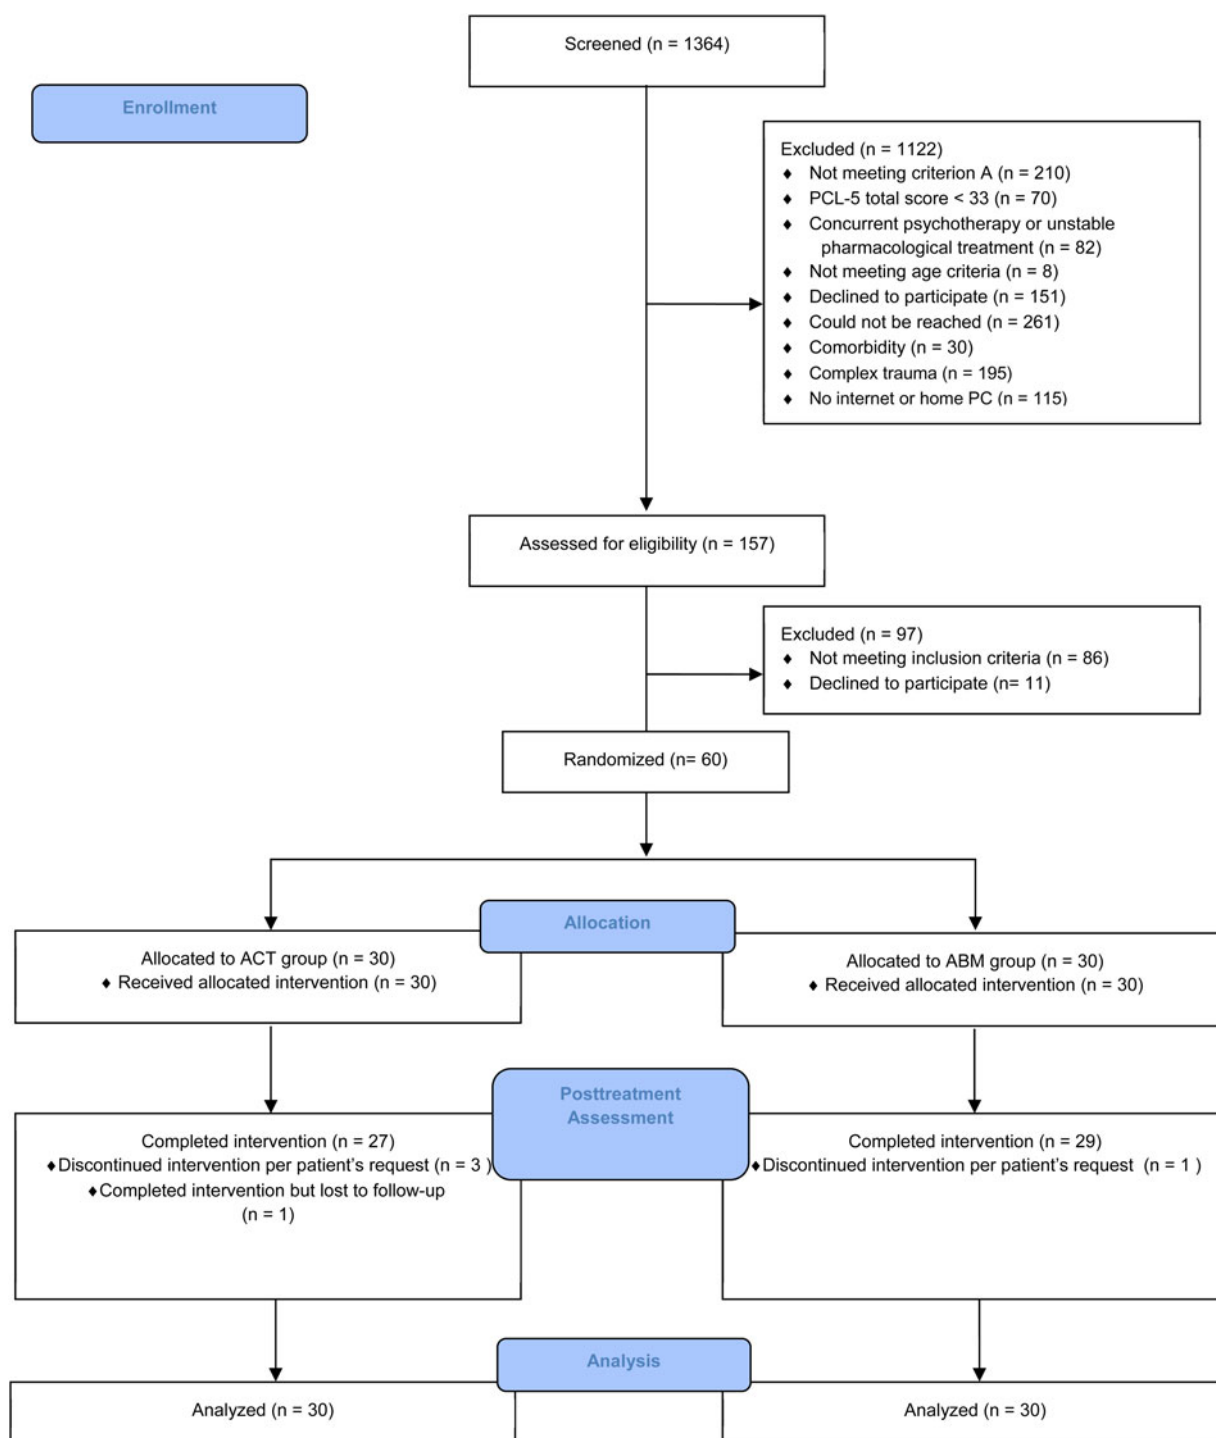 Screened (n = 1364)
Enrollment
Excluded (n = 1122)
♦ Not meeting criterion A (n = 210)
♦ PCL-5 total score < 33 (n = 70)
♦ Concurrent psychotherapy or unstable
pharmacological treatment (n = 82)
♦ Not meeting age criteria (n = 8)
♦ Declined to participate (n = 151)
♦ Could not be reached (n = 261)
♦ Comorbidity (n = 30)
♦ Complex trauma (n = 195)
♦ No internet or home PC (n = 115)
Assessed for eligibility (n = 157)
Excluded (n = 97)
♦ Not meeting inclusion criteria (n = 86)
♦ Declined to participate (n= 11)
Randomized (n= 60)
Allocation
Allocated to ACT group (n = 30)
♦ Received allocated intervention (n = 30)
Allocated to ABM group (n = 30)
♦ Received allocated intervention (n = 30)
Posttreatment
Assessment
Completed intervention (n = 27)
♦Discontinued intervention per patient's request (n = 3 )
♦Completed intervention but lost to follow-up
(n = 1)
Completed intervention (n = 29)
♦Discontinued intervention per patient's request (n = 1 )
Analysis
Analyzed (n = 30)
Analyzed (n = 30)